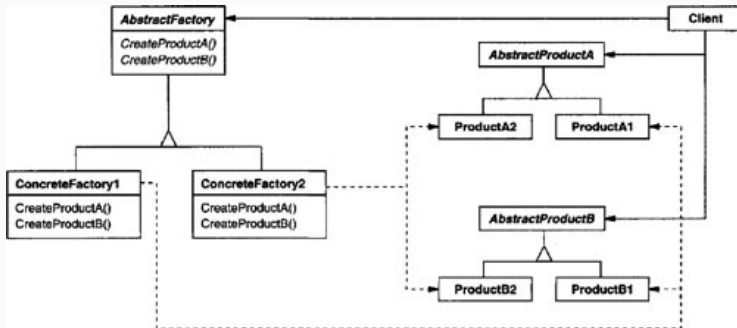 AbstractFactory
CreateProductA()
CreateProductB()
Client
AbstractProductA
ProductA2
ProductA1
ConcreteFactory1
CreateProductA()
CreateProductB()
ConcreteFactory2
CreateProductA()
CreateProductB()
AbstractProductB
ProductB2
ProductB1